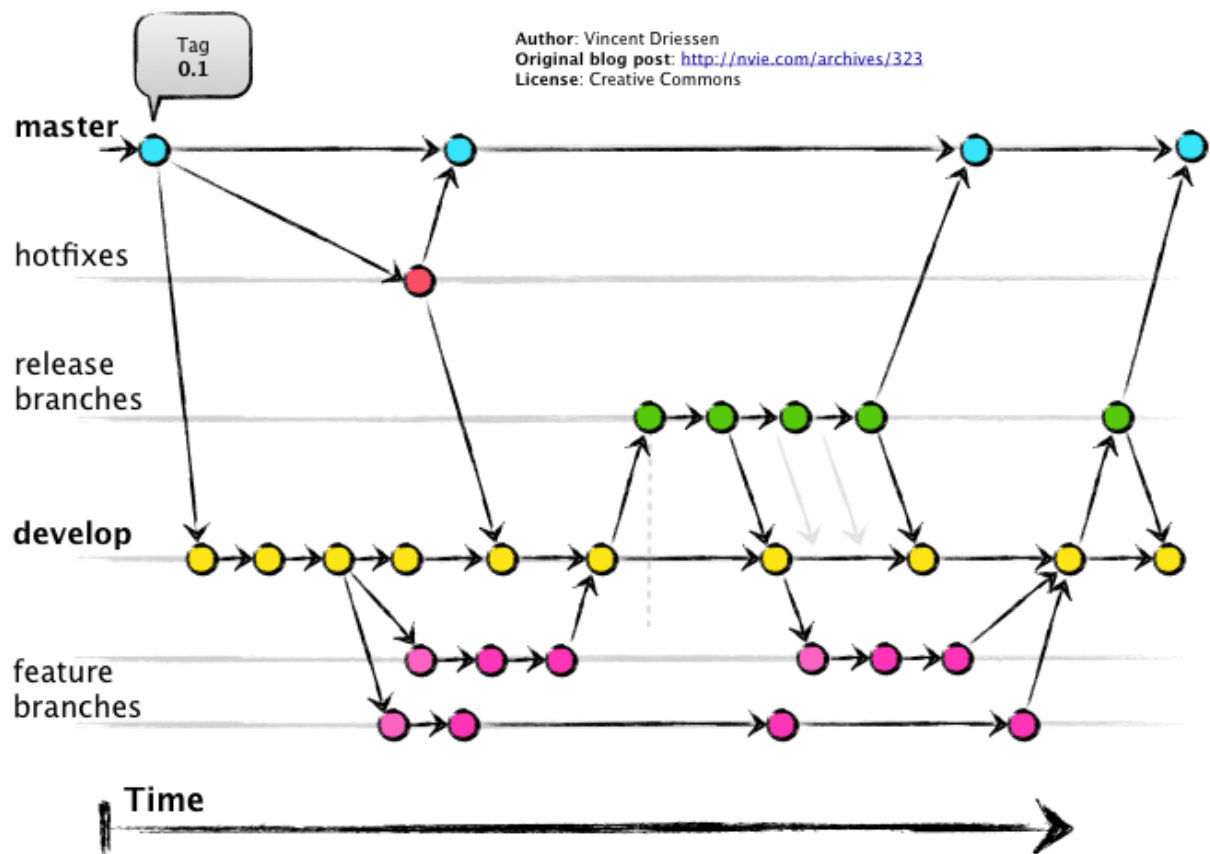 Tag
0.1
Author: Vincent Driessen
Original blog post: http://nvie.com/archives/323
License: Creative Commons
master
hotfixes
release
branches
develop
feature
branches
Time